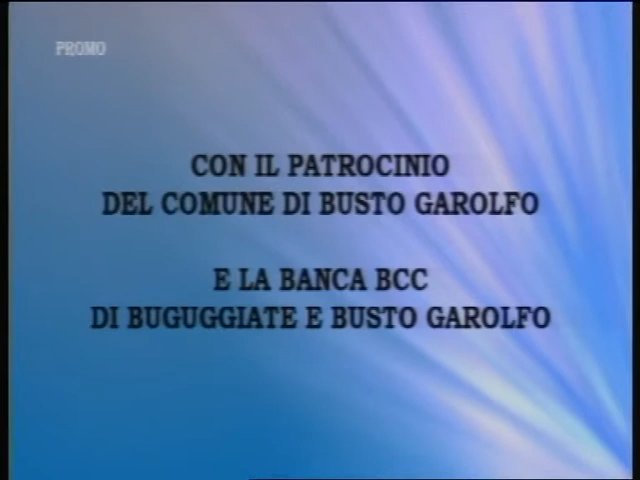 PROMO
CON IL PATROCINIO
DEL COMUNE DI BUSTO GAROLFO
E LA BANCA BCC
DI BUGUGGIATE E BUSTO GAROLFO